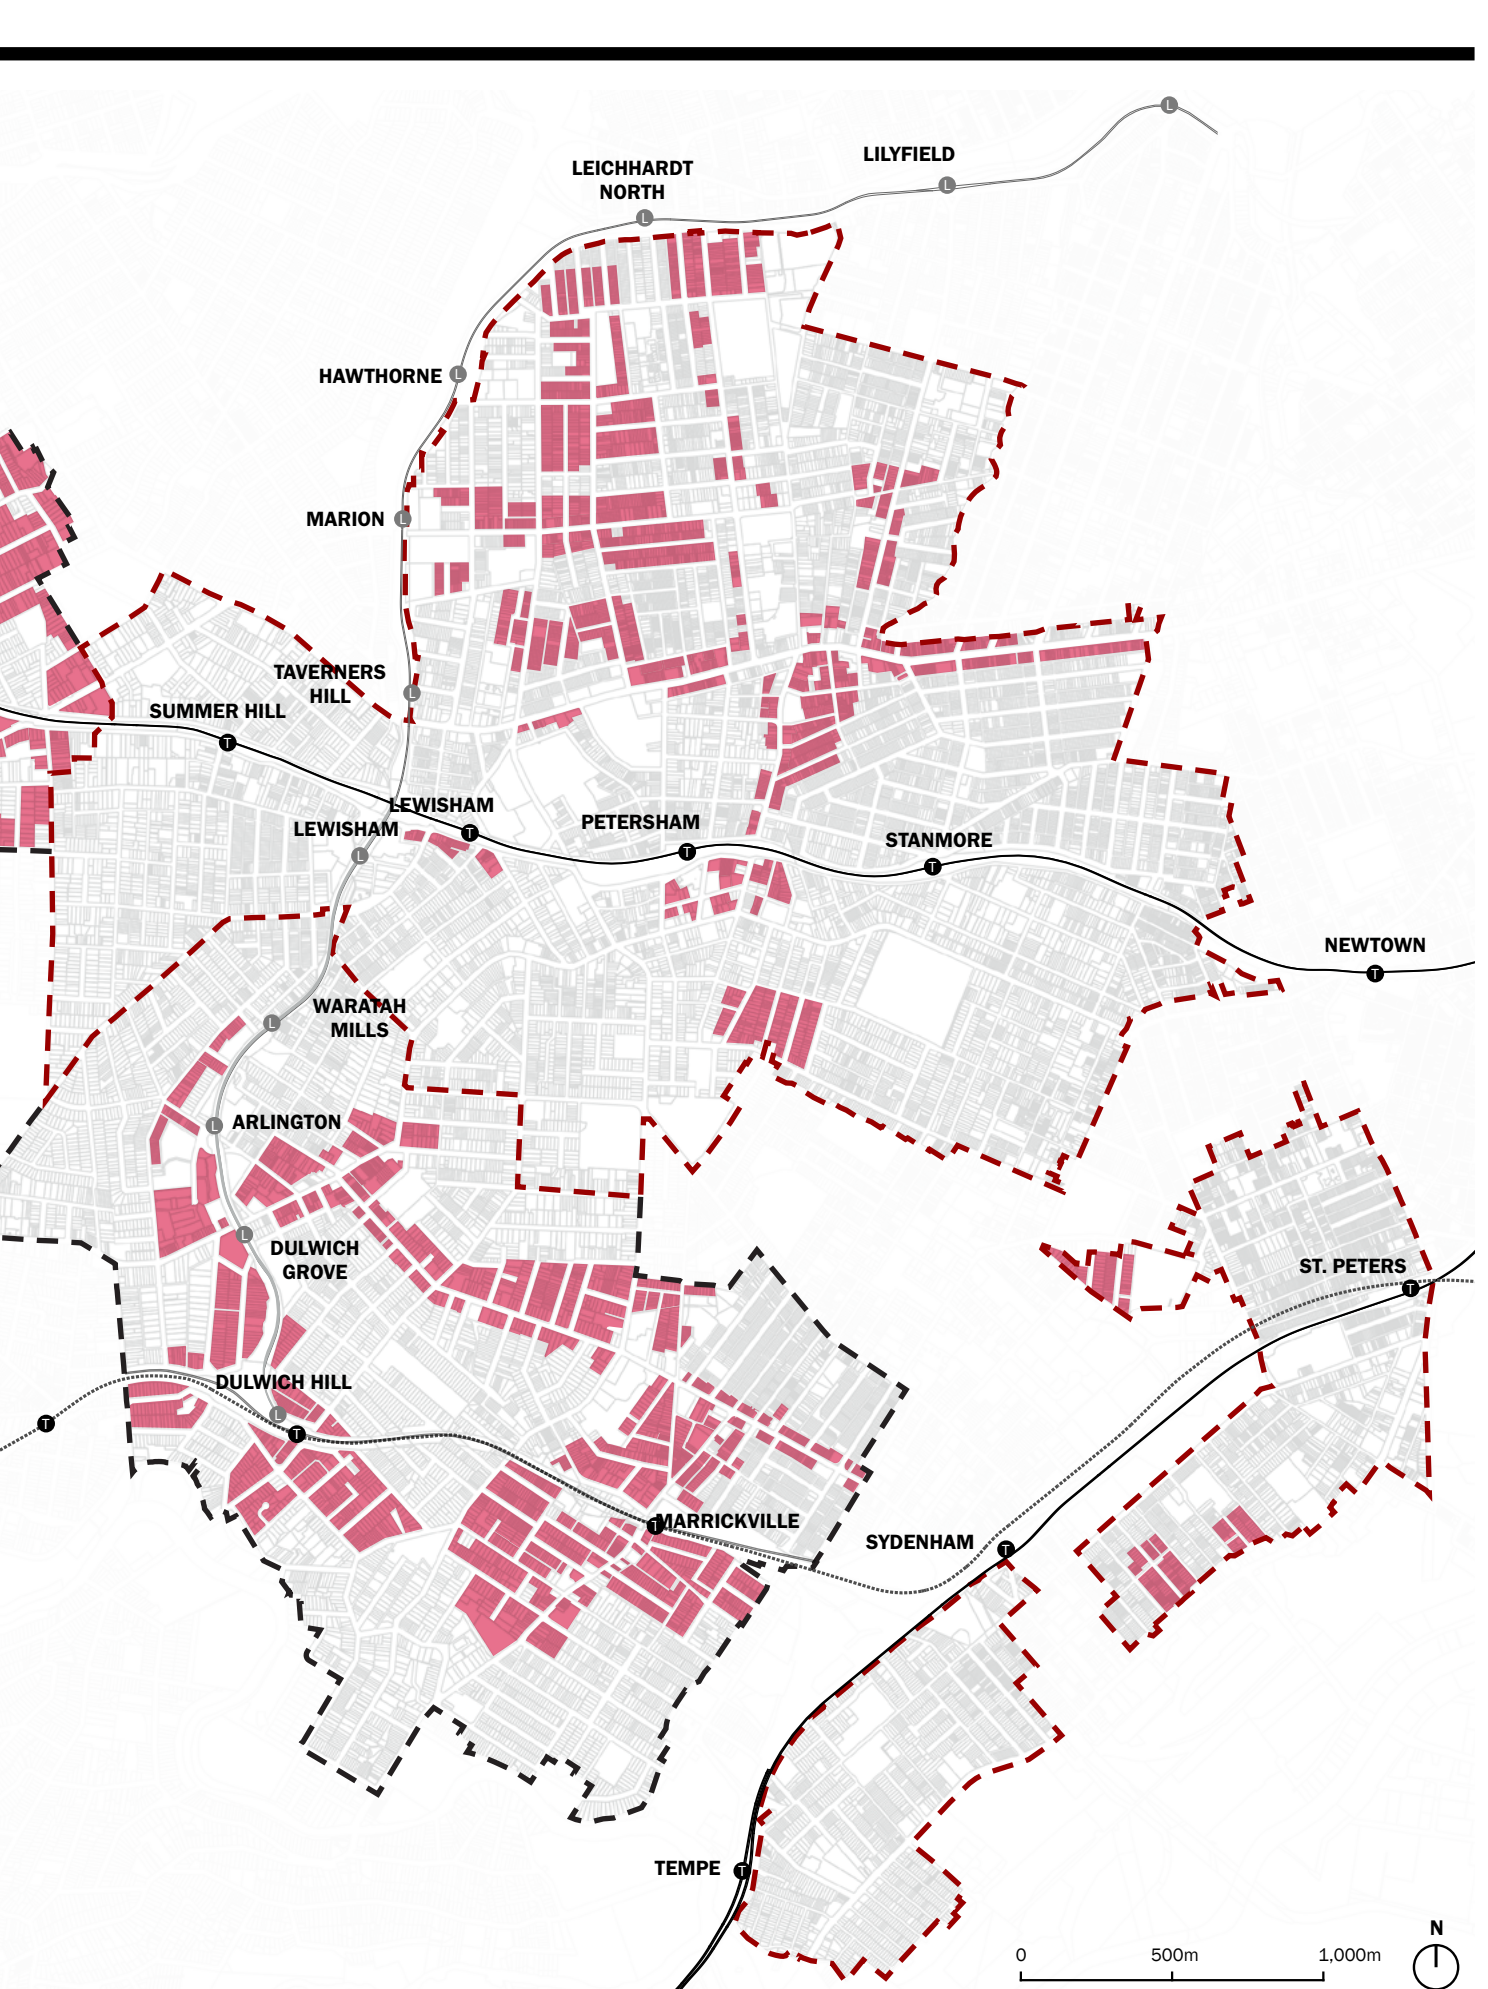 L
LILYFIELD
LEICHHARDT
NORTH
L
L
HAWTHORNE
L
MARION
L
TAVERNERS
HILL
L
SUMMER HILL
T
LEWISHAM
T
LEWISHAM
L
PETERSHAM
T
STANMORE
T
NEWTOWN
T
WARATAH
MILLS
L
ARLINGTON
L
L
DULWICH
GROVE
ST. PETERS
T
DULWICH HILL
L
T
T
MARRICKVILLE
T
SYDENHAM
T
TEMPE
T
N
0
500m
1,000m